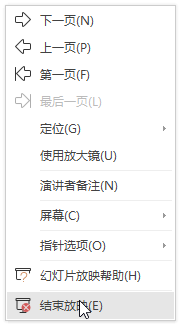 下一页(N)
上一页(P)
第一页(F)
最后一页(L)
定位(G)
使用放大镜(U)
演讲者备注(N)
屏幕(C)
指针选项(O)
幻灯片放映帮助(H)
结束放映(E)